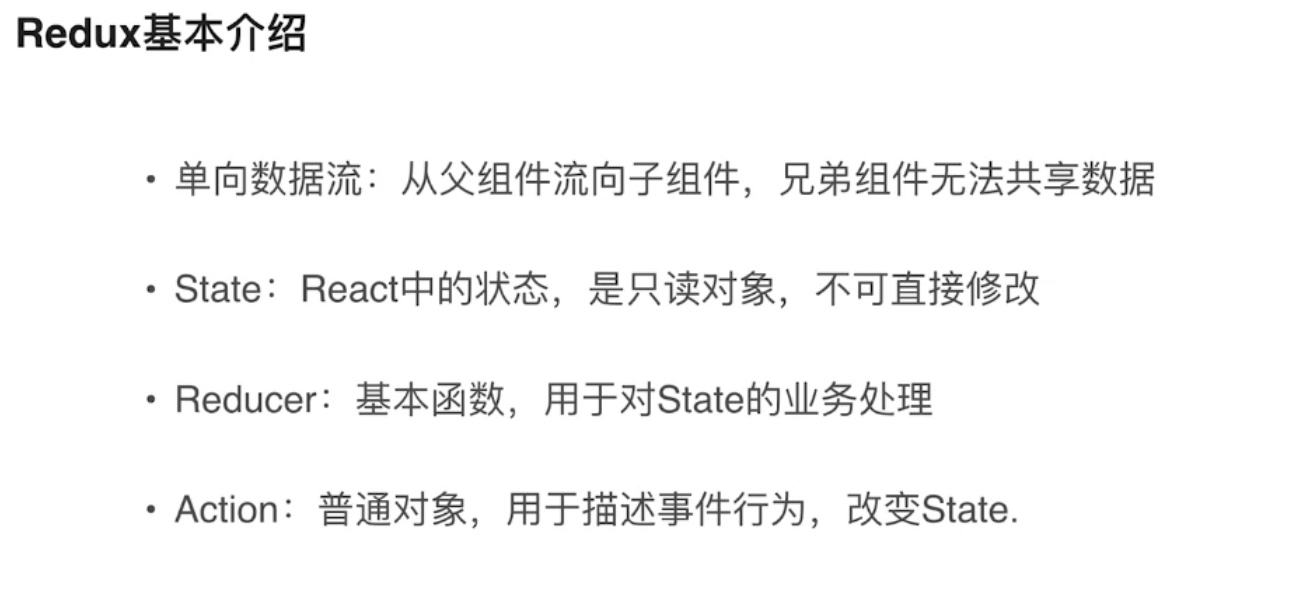 Redux基本介绍
• 单向数据流：从父组件流向子组件，兄弟组件无法共享数据
• State：React中的状态，是只读对象，不可直接修改
• Reducer：基本函数，用于对State的业务处理
• Action：普通对象，用于描述事件行为，改变State.